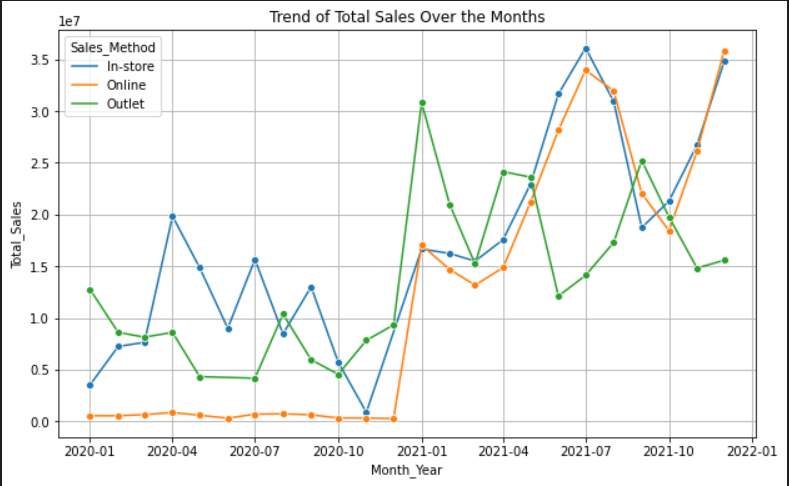 Trend of Total Sales Over the Months
1e7
Sales_Method
In-store
Online
Outlet
3.5
3.0
2.5
2.0
1.5
1.0
0.5
0.0
Total_Sales
2020-01 2020-04 2020-07 2020-10 2021-01 2021-04 2021-07 2021-10 2022-01
Month_Year